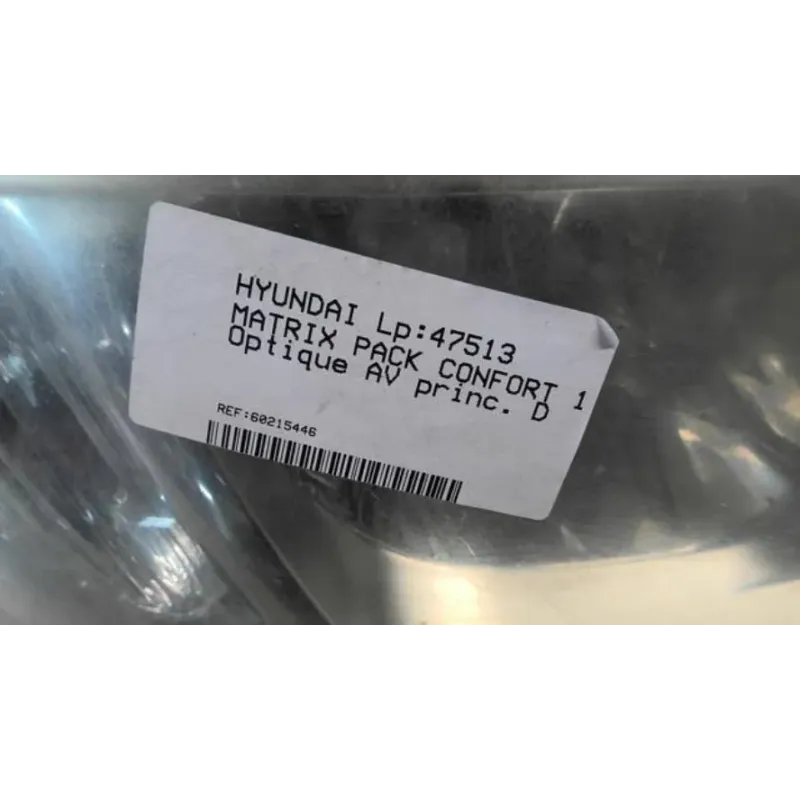 HYUNDAI Lp:47513
MATRIX PACK CONFORT 1
Optique AV princ. D
REF:60215446